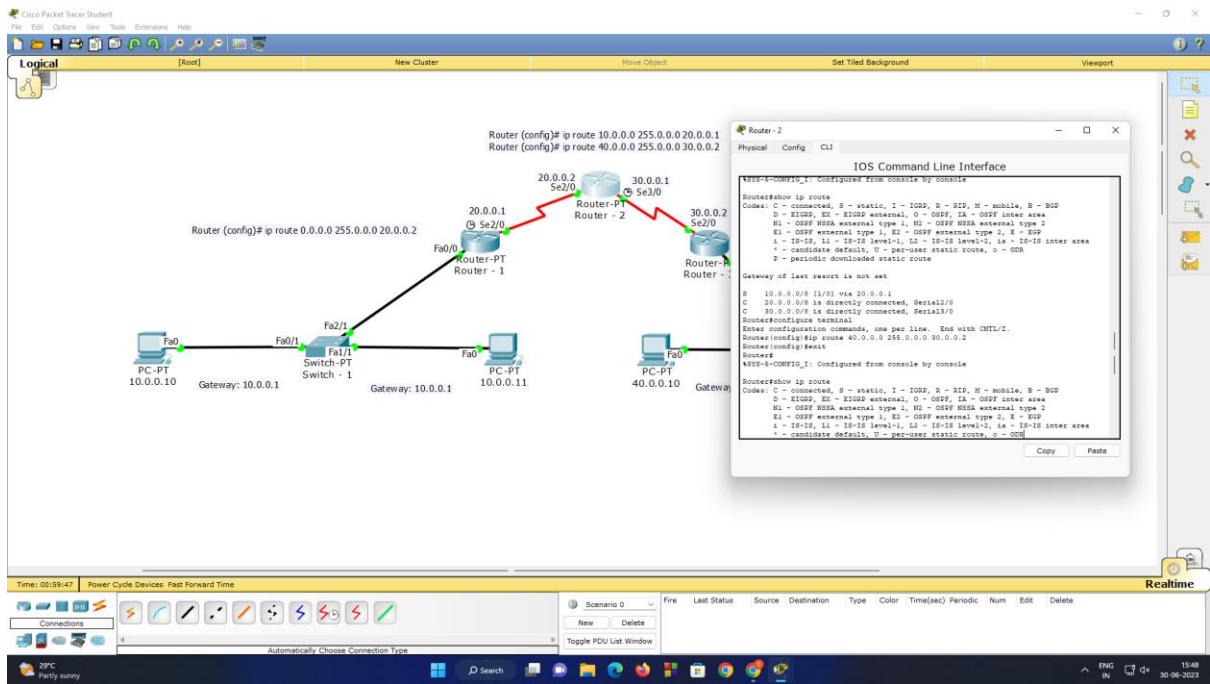 Cisco Packet Tracer Student
File Edit Options View Tools Extensions Help
Logical [Root] New Cluster Move Object Set Tiled Background Viewport
Router (config)# ip route 10.0.0.0 255.0.0.0 20.0.0.1
Router (config)# ip route 40.0.0.0 255.0.0.0 30.0.0.2
20.0.0.2
Se2/0
30.0.0.1
Se3/0
Router-PT
Router - 2
20.0.0.1
Se2/0
30.0.0.2
Se2/0
Router (config)# ip route 0.0.0.0 255.0.0.0 20.0.0.2
Fa0/0
Router-PT
Router - 1
Router-P
Router -
Fa2/1
Fa0
Fa0/1
Fa1/1
Fa0
Fa0
PC-PT
10.0.0.10
Switch-PT
Switch - 1
PC-PT
10.0.0.11
PC-PT
40.0.0.10
Gateway: 10.0.0.1
Gateway: 10.0.0.1
Gateway
Router - 2
Physical Config CLI
IOS Command Line Interface
%SYS-5-CONFIG_I: Configured from console by console
Router#show ip route
Codes: C - connected, S - static, I - IGRP, R - RIP, M - mobile, B - BGP
D - EIGRP, EX - EIGRP external, O - OSPF, IA - OSPF inter area
N1 - OSPF NSSA external type 1, N2 - OSPF NSSA external type 2
E1 - OSPF external type 1, E2 - OSPF external type 2, E - EGP
i - IS-IS, L1 - IS-IS level-1, L2 - IS-IS level-2, ia - IS-IS inter area
* - candidate default, U - per-user static route, o - ODR
P - periodic downloaded static route
Gateway of last resort is not set
S 10.0.0.0/8 [1/0] via 20.0.0.1
C 20.0.0.0/8 is directly connected, Serial2/0
C 30.0.0.0/8 is directly connected, Serial3/0
Router#configure terminal
Enter configuration commands, one per line. End with CNTL/Z.
Router(config)#ip route 40.0.0.0 255.0.0.0 30.0.0.2
Router(config)#exit
Router#
%SYS-5-CONFIG_I: Configured from console by console
Router#show ip route
Codes: C - connected, S - static, I - IGRP, R - RIP, M - mobile, B - BGP
D - EIGRP, EX - EIGRP external, O - OSPF, IA - OSPF inter area
N1 - OSPF NSSA external type 1, N2 - OSPF NSSA external type 2
E1 - OSPF external type 1, E2 - OSPF external type 2, E - EGP
i - IS-IS, L1 - IS-IS level-1, L2 - IS-IS level-2, ia - IS-IS inter area
* - candidate default, U - per-user static route, o - ODR
Copy Paste
Time: 00:59:47 Power Cycle Devices Fast Forward Time Realtime
Connections
Automatically Choose Connection Type
Scenario 0
New Delete
Toggle PDU List Window
Fire Last Status Source Destination Type Color Time(sec) Periodic Num Edit Delete
29°C
Partly sunny
Search
ENG
IN
15:48
30-06-2023